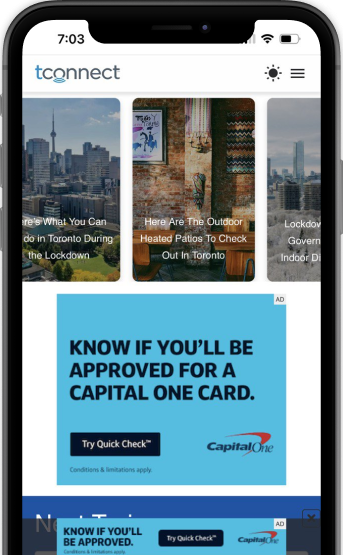 7:03
tconnect
re's What You Can
do in Toronto During
the Lockdown
Here Are The Outdoor
Heated Patios To Check
Out In Toronto
Lockdow
Govern
Indoor Di
AD
KNOW IF YOU'LL BE
APPROVED FOR A
CAPITAL ONE CARD.
Try Quick Check™
Capital One
Conditions & limitations apply.
AD
KNOW IF YOU'LL
BE APPROVED.
Try Quick Check™
Capital One
Conditions & limitations apply.